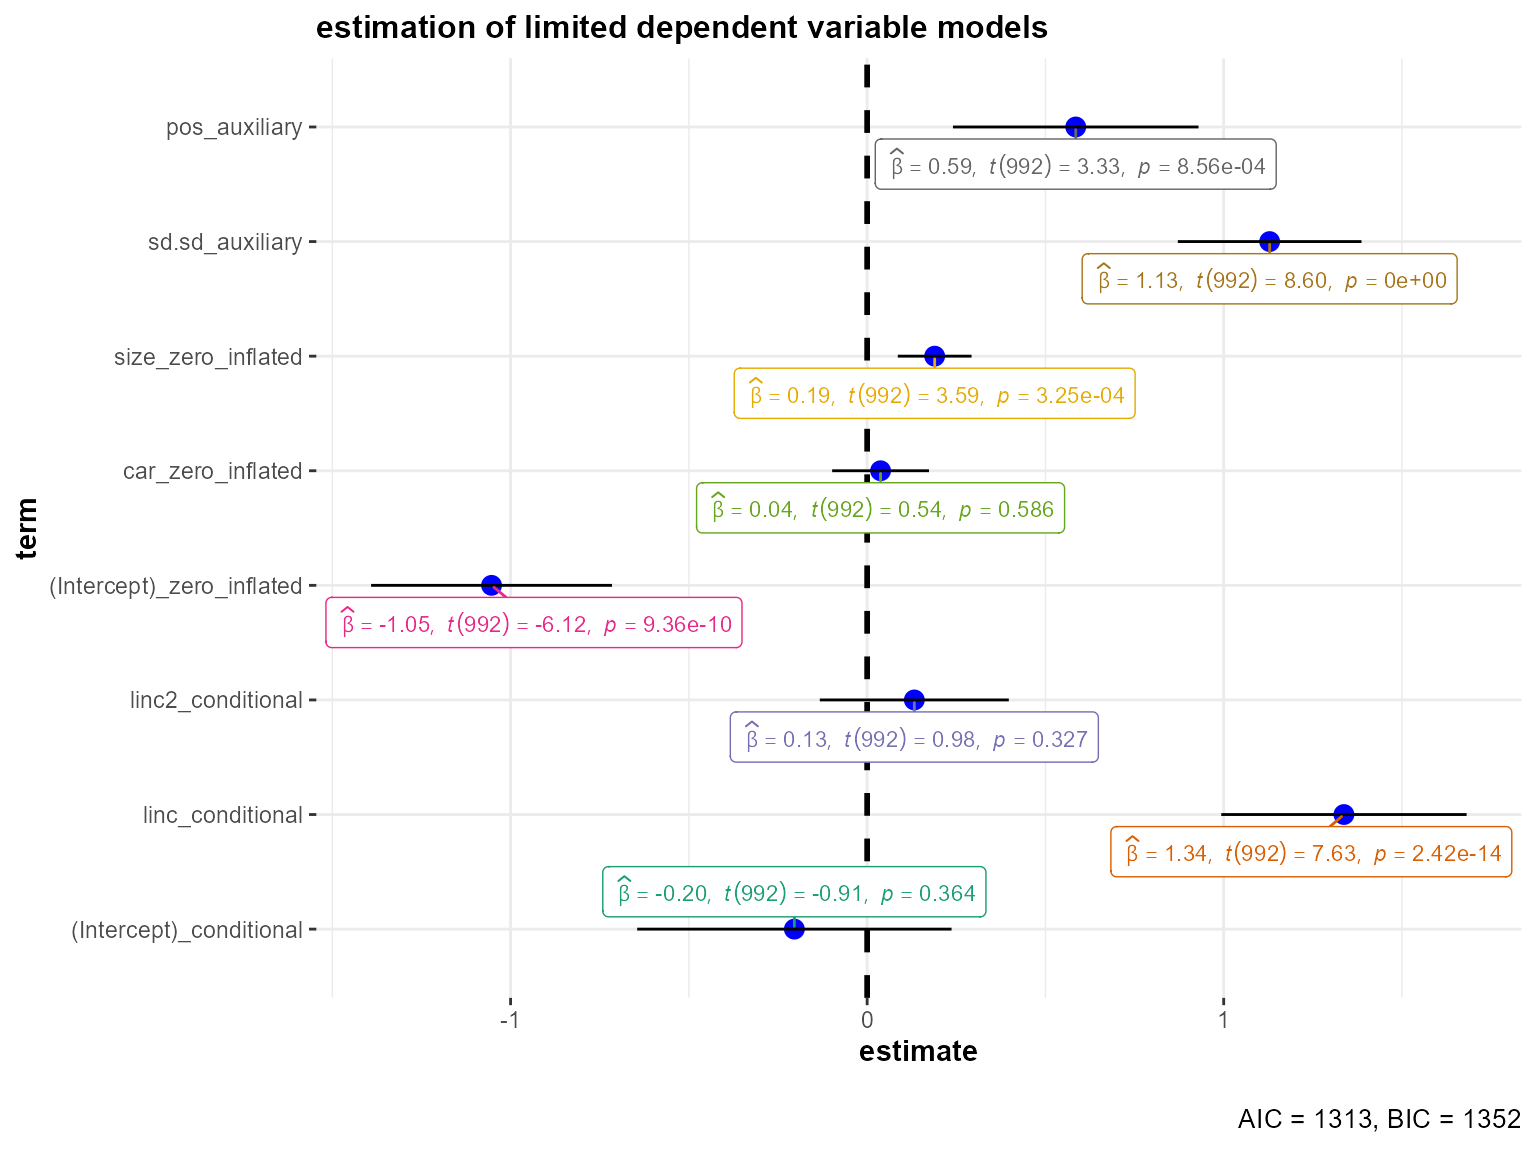 estimation of limited dependent variable models
pos_auxiliary
β̂ = 0.59, t(992) = 3.33, p = 8.56e-04
sd.sd_auxiliary
β̂ = 1.13, t(992) = 8.60, p = 0e+00
size_zero_inflated
β̂ = 0.19, t(992) = 3.59, p = 3.25e-04
car_zero_inflated
β̂ = 0.04, t(992) = 0.54, p = 0.586
term
(Intercept)_zero_inflated
β̂ = -1.05, t(992) = -6.12, p = 9.36e-10
linc2_conditional
β̂ = 0.13, t(992) = 0.98, p = 0.327
linc_conditional
β̂ = 1.34, t(992) = 7.63, p = 2.42e-14
β̂ = -0.20, t(992) = -0.91, p = 0.364
(Intercept)_conditional
-1 0 1
estimate
AIC = 1313, BIC = 1352